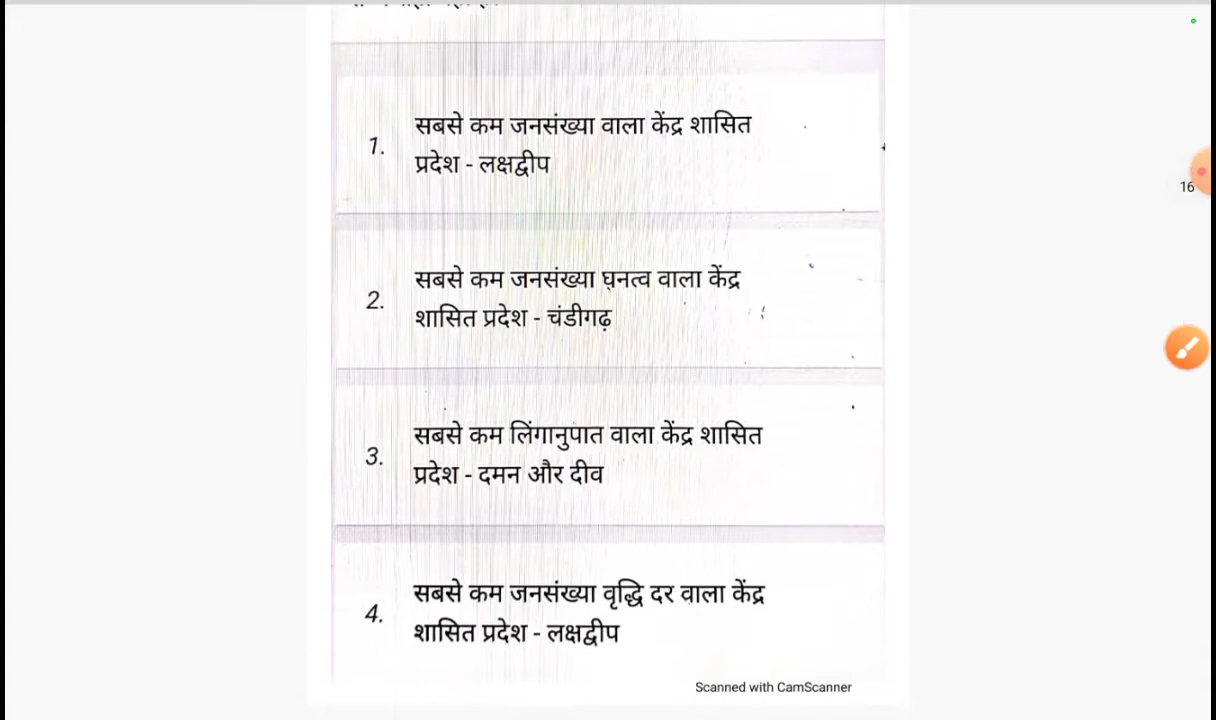 1.
सबसे कम जनसंख्या वाला केंद्र शासित
प्रदेश - लक्षद्वीप
16
2.
सबसे कम जनसंख्या घनत्व वाला केंद्र
शासित प्रदेश - चंडीगढ़
3.
सबसे कम लिंगानुपात वाला केंद्र शासित
प्रदेश - दमन और दीव
4.
सबसे कम जनसंख्या वृद्धि दर वाला केंद्र
शासित प्रदेश - लक्षद्वीप
Scanned with CamScanner